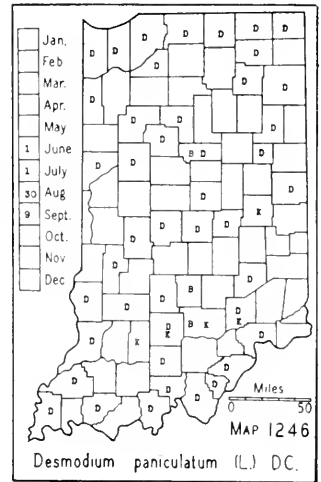 Jan.
Feb
Mar.
Apr.
May
1 June
1 July
30 Aug
9 Sept.
Oct.
Nov
Dec
D D D D D D D
D D D
D D D
D D D
D B D D
D D D
D K
D D D
D D
D D
D D D B D
D K D K B K D K D
D D
D D D D
D D D
Miles
0 50
MAP 1246
Desmodium paniculatum (L.) DC.